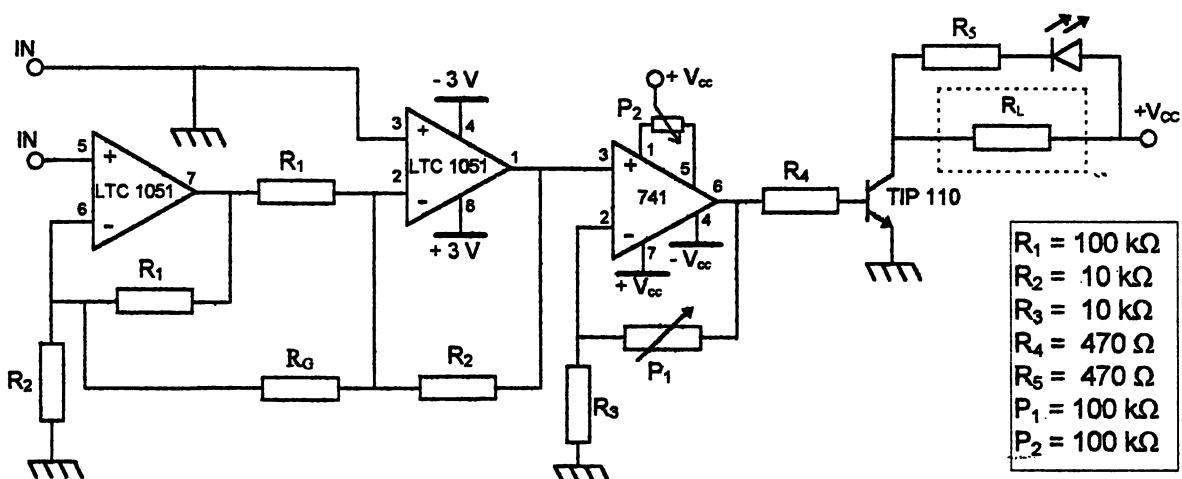 IN
IN
5
+
LTC 1051
7
6
-
R₁
R₁
R₂
R_G
R₂
- 3 V
4
3
+
LTC 1051
1
2
-
8
+ 3 V
+ Vcc
P₂
1
5
3
+
741
6
2
-
4
7
- Vcc
+ Vcc
P₁
R₃
R₄
TIP 110
R₅
R_L
+Vcc
R₁ = 100 kΩ
R₂ = 10 kΩ
R₃ = 10 kΩ
R₄ = 470 Ω
R₅ = 470 Ω
P₁ = 100 kΩ
P₂ = 100 kΩ